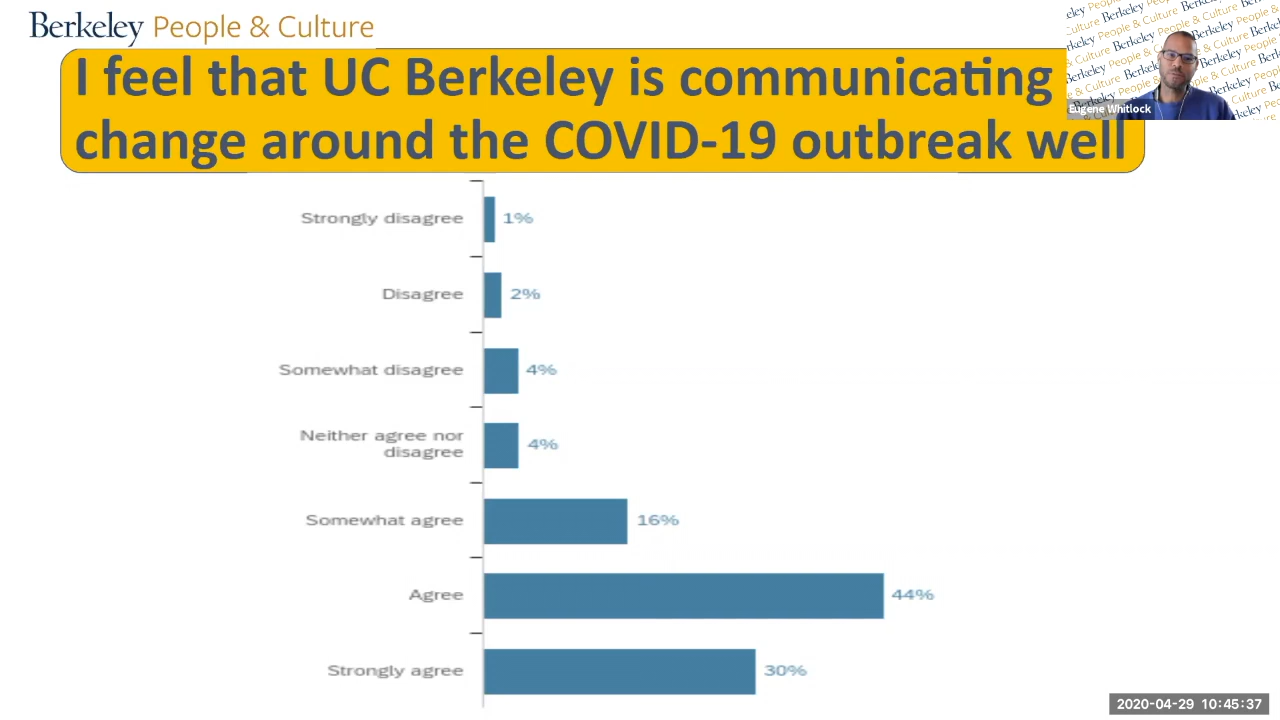 Berkeley People & Culture
I feel that UC Berkeley is communicating
change around the COVID-19 outbreak well
Eugene Whitlock
Strongly disagree 1%
Disagree 2%
Somewhat disagree 4%
Neither agree nor
disagree 4%
Somewhat agree 16%
Agree 44%
Strongly agree 30%
2020-04-29 10:45:37